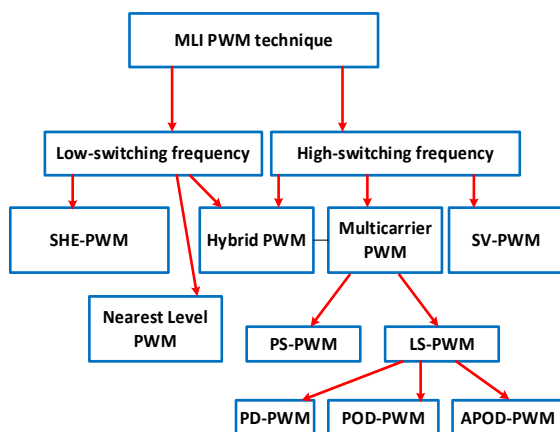 MLI PWM technique
Low-switching frequency
High-switching frequency
SHE-PWM
Hybrid PWM
Multicarrier
PWM
SV-PWM
Nearest Level
PWM
PS-PWM
LS-PWM
PD-PWM
POD-PWM
APOD-PWM